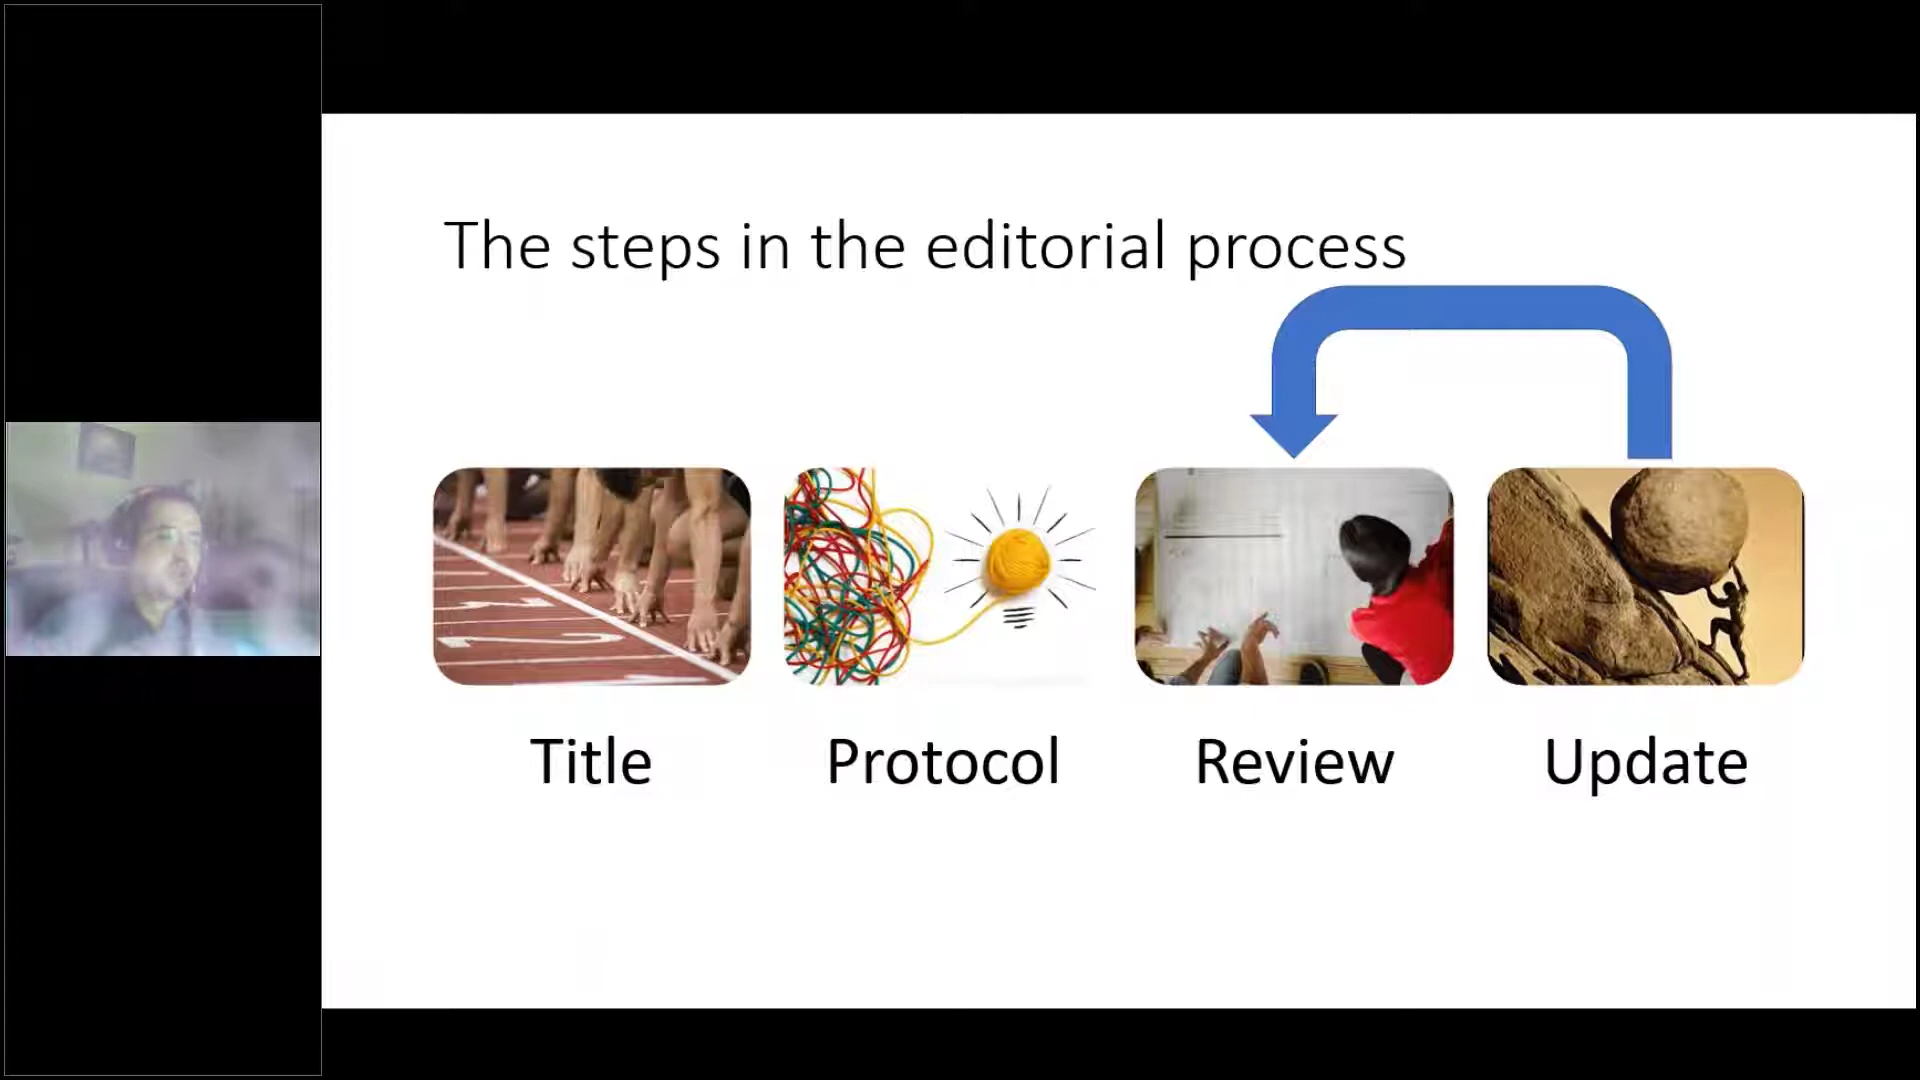 The steps in the editorial process
Title
Protocol
Review
Update